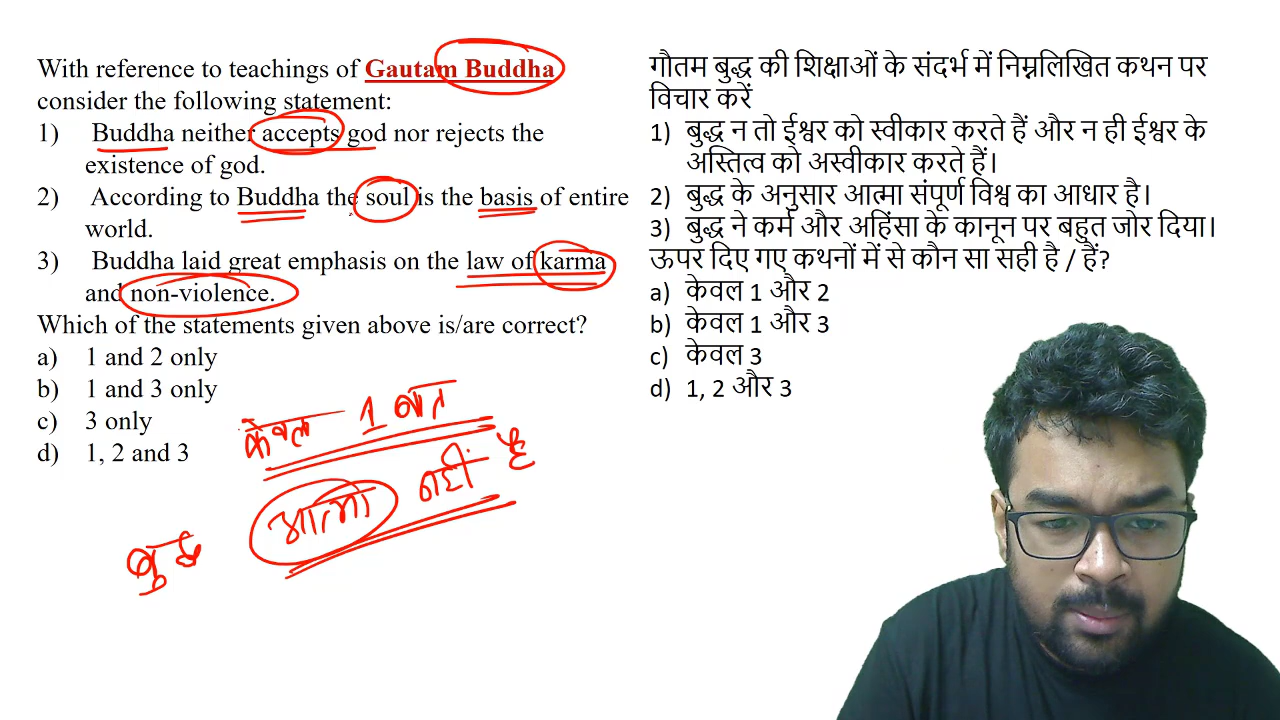 With reference to teachings of Gautam Buddha
consider the following statement:
1) Buddha neither accepts god nor rejects the
existence of god.
2) According to Buddha the soul is the basis of entire
world.
3) Buddha laid great emphasis on the law of karma
and non-violence.
Which of the statements given above is/are correct?
a) 1 and 2 only
b) 1 and 3 only
c) 3 only
d) 1, 2 and 3
केवल 1 बात
आत्मा नहीं है
बुद्ध
गौतम बुद्ध की शिक्षाओं के संदर्भ में निम्नलिखित कथन पर
विचार करें
1) बुद्ध न तो ईश्वर को स्वीकार करते हैं और न ही ईश्वर के
अस्तित्व को अस्वीकार करते हैं।
2) बुद्ध के अनुसार आत्मा संपूर्ण विश्व का आधार है।
3) बुद्ध ने कर्म और अहिंसा के कानून पर बहुत जोर दिया।
ऊपर दिए गए कथनों में से कौन सा सही है / हैं?
a) केवल 1 और 2
b) केवल 1 और 3
c) केवल 3
d) 1, 2 और 3